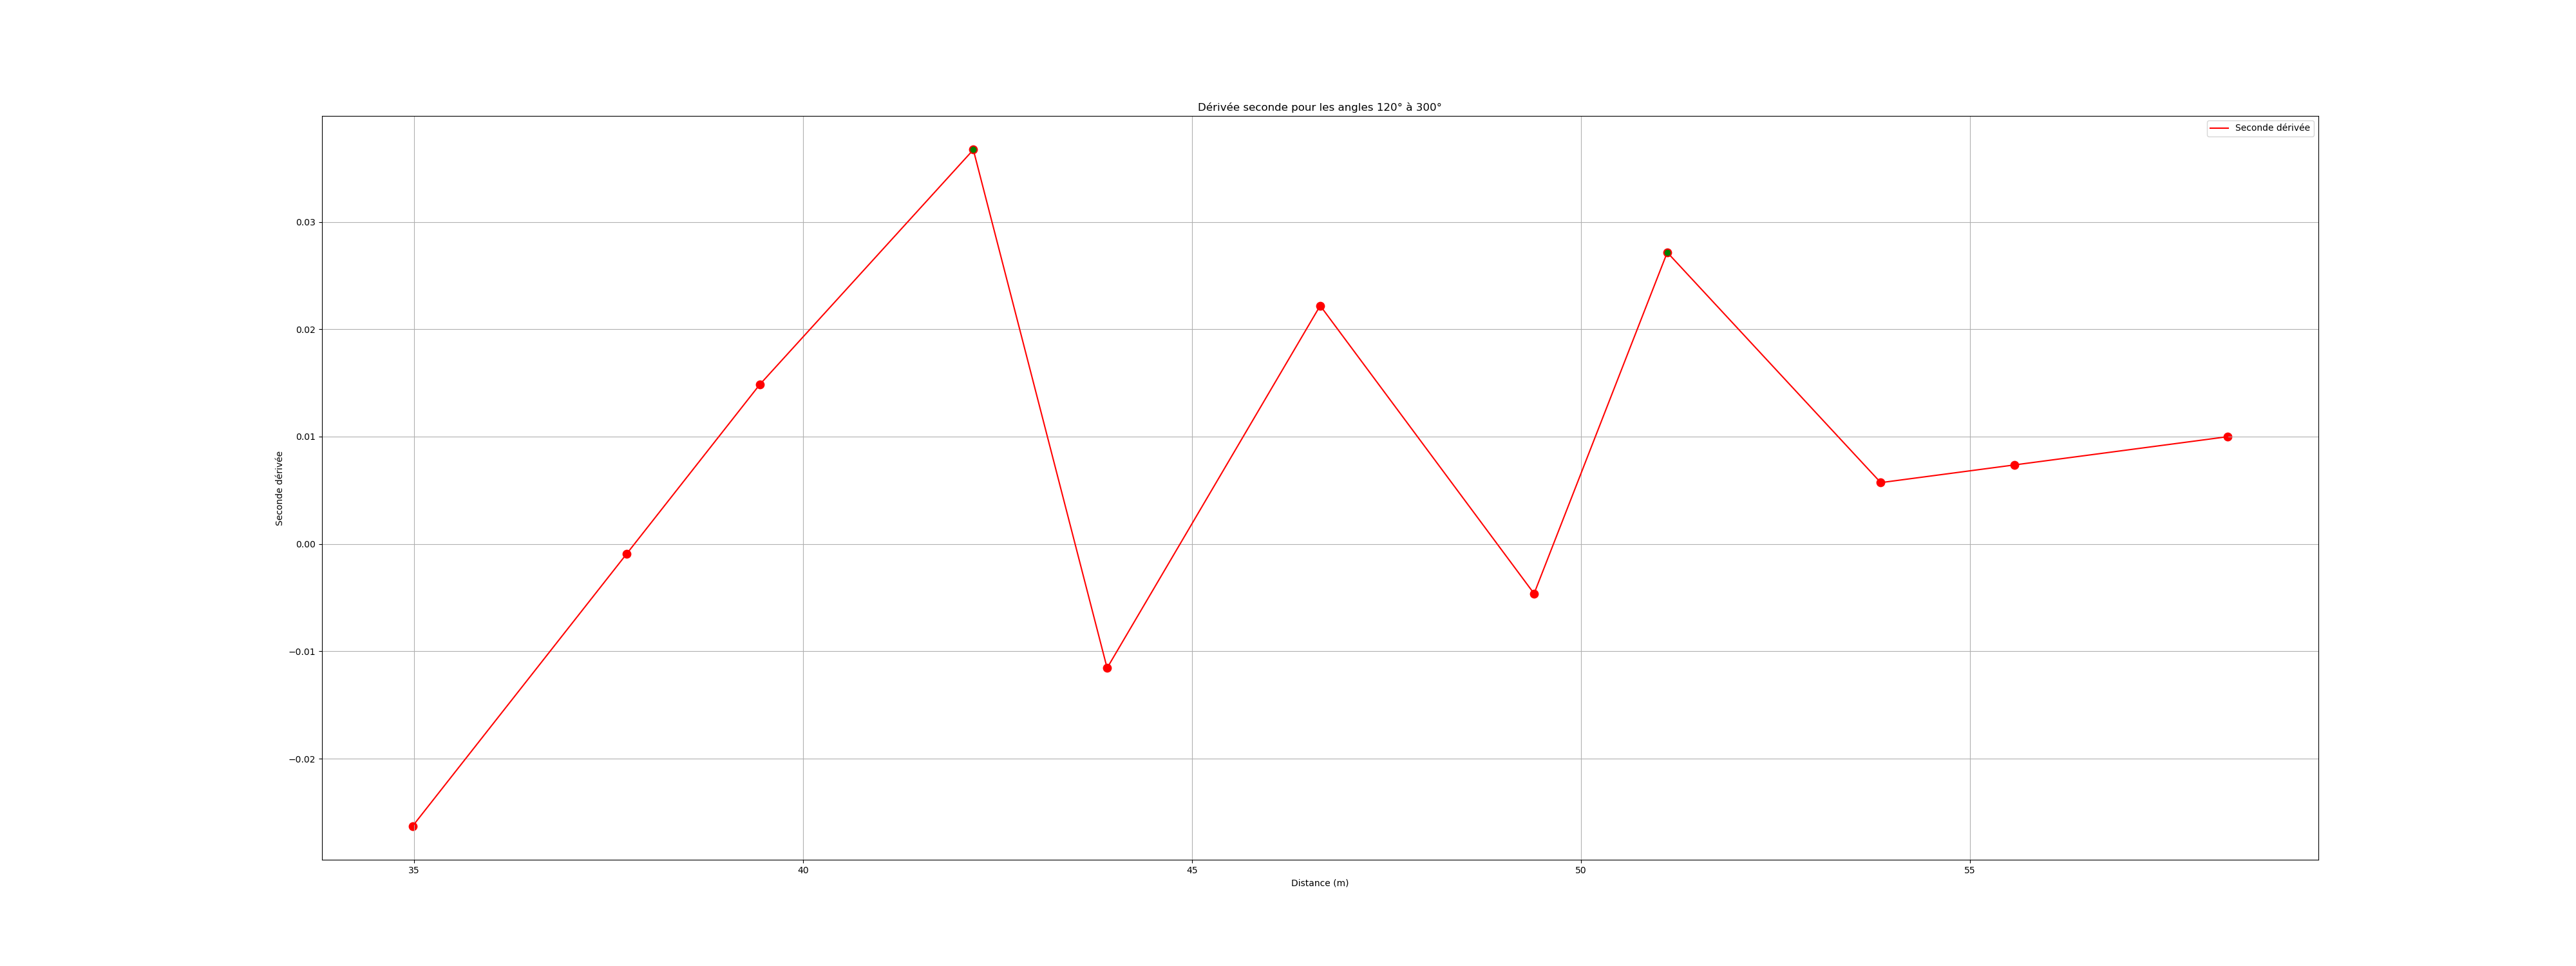 Dérivée seconde pour les angles 120° à 300°
Seconde dérivée
0.03
0.02
0.01
0.00
−0.01
−0.02
Seconde dérivée
35
40
45
50
55
Distance (m)